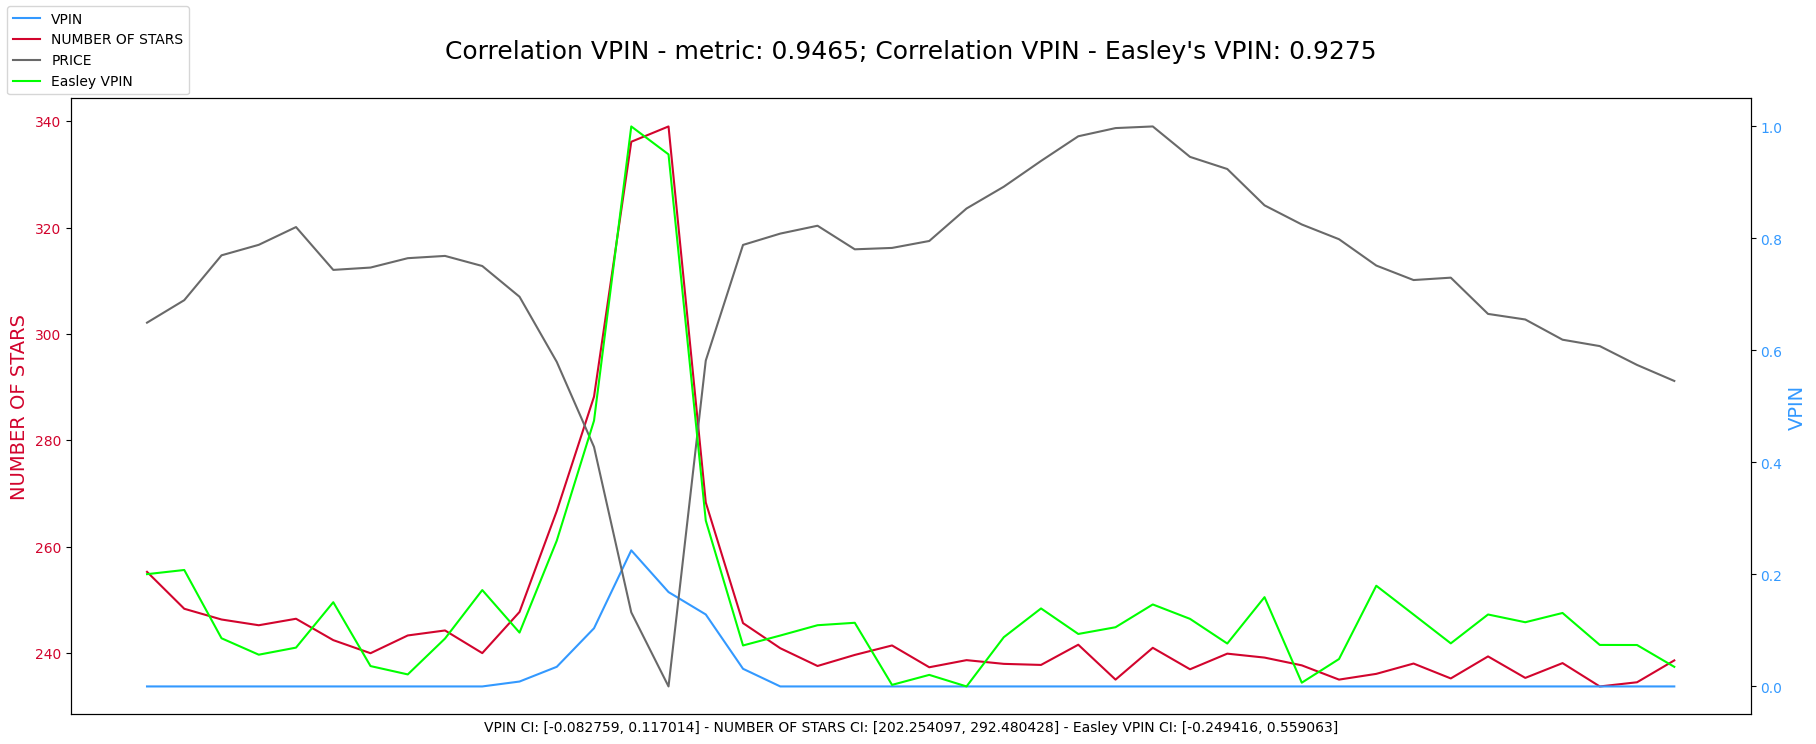 VPIN
NUMBER OF STARS
PRICE
Easley VPIN
Correlation VPIN - metric: 0.9465; Correlation VPIN - Easley's VPIN: 0.9275
NUMBER OF STARS
340
320
300
280
260
240
1.0
0.8
0.6
0.4
0.2
0.0
VPIN
VPIN CI: [-0.082759, 0.117014] - NUMBER OF STARS CI: [202.254097, 292.480428] - Easley VPIN CI: [-0.249416, 0.559063]